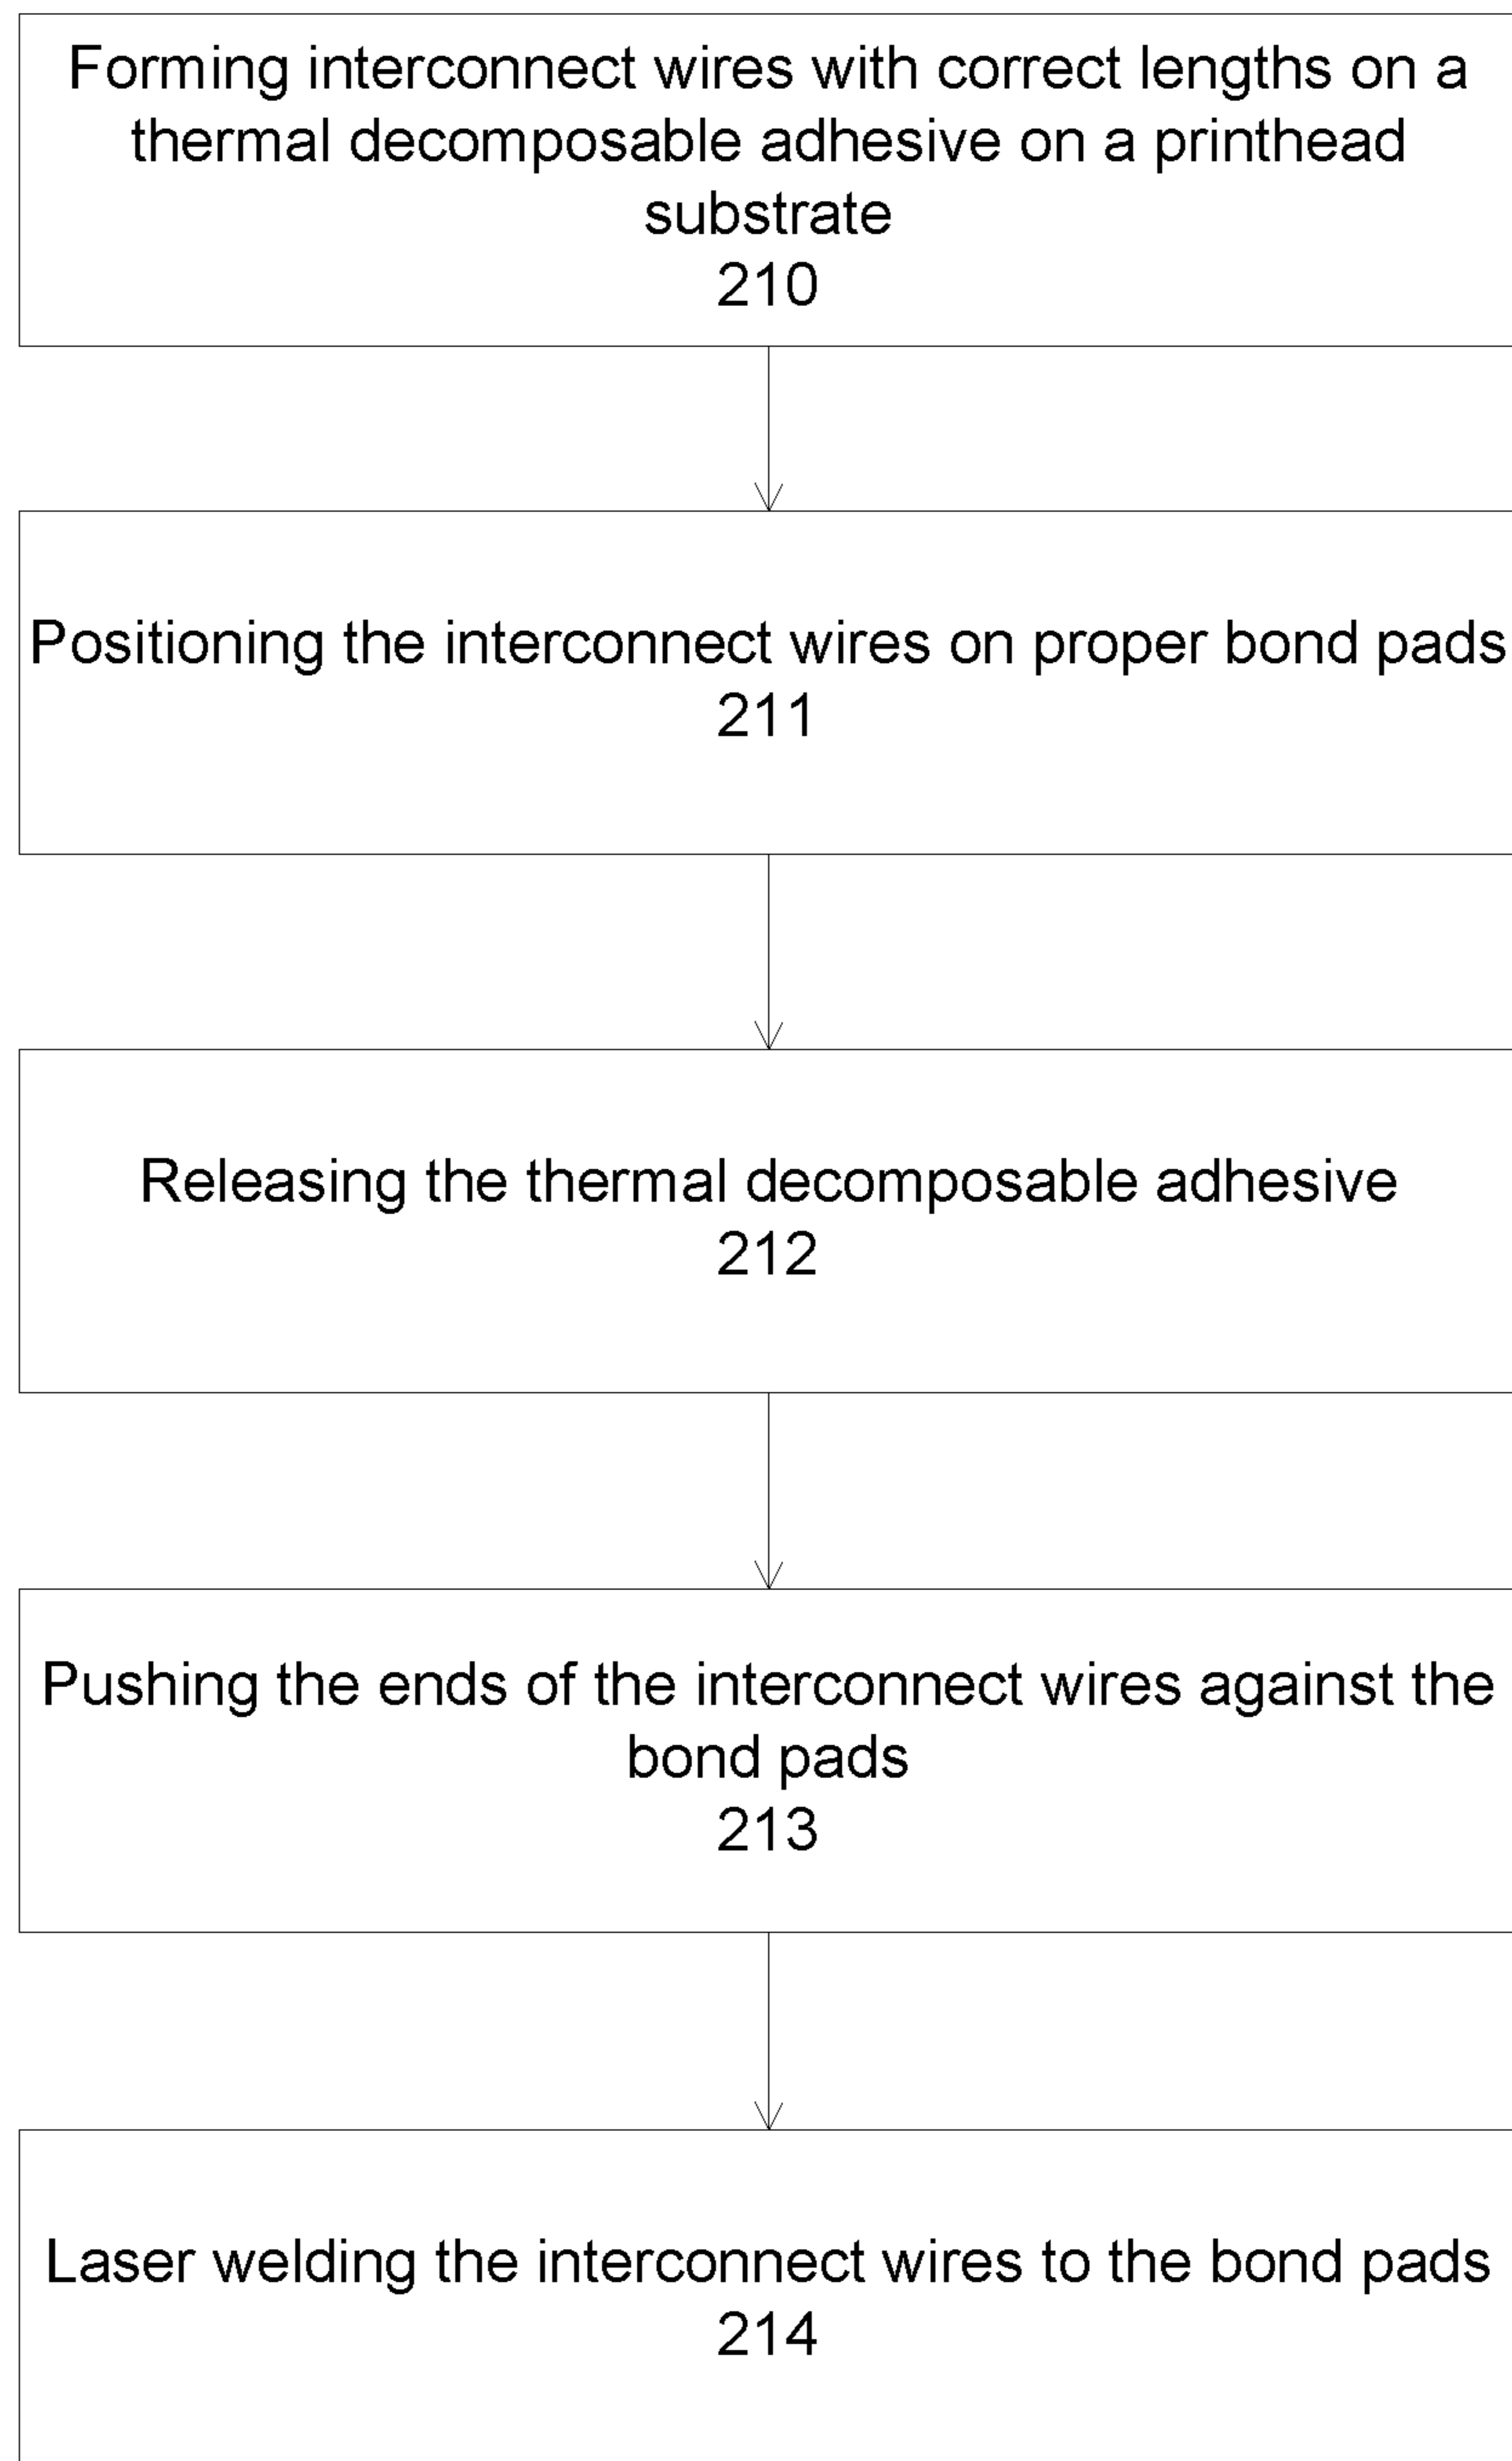 Forming interconnect wires with correct lengths on a
thermal decomposable adhesive on a printhead
substrate
210
Positioning the interconnect wires on proper bond pads
211
Releasing the thermal decomposable adhesive
212
Pushing the ends of the interconnect wires against the
bond pads
213
Laser welding the interconnect wires to the bond pads
214